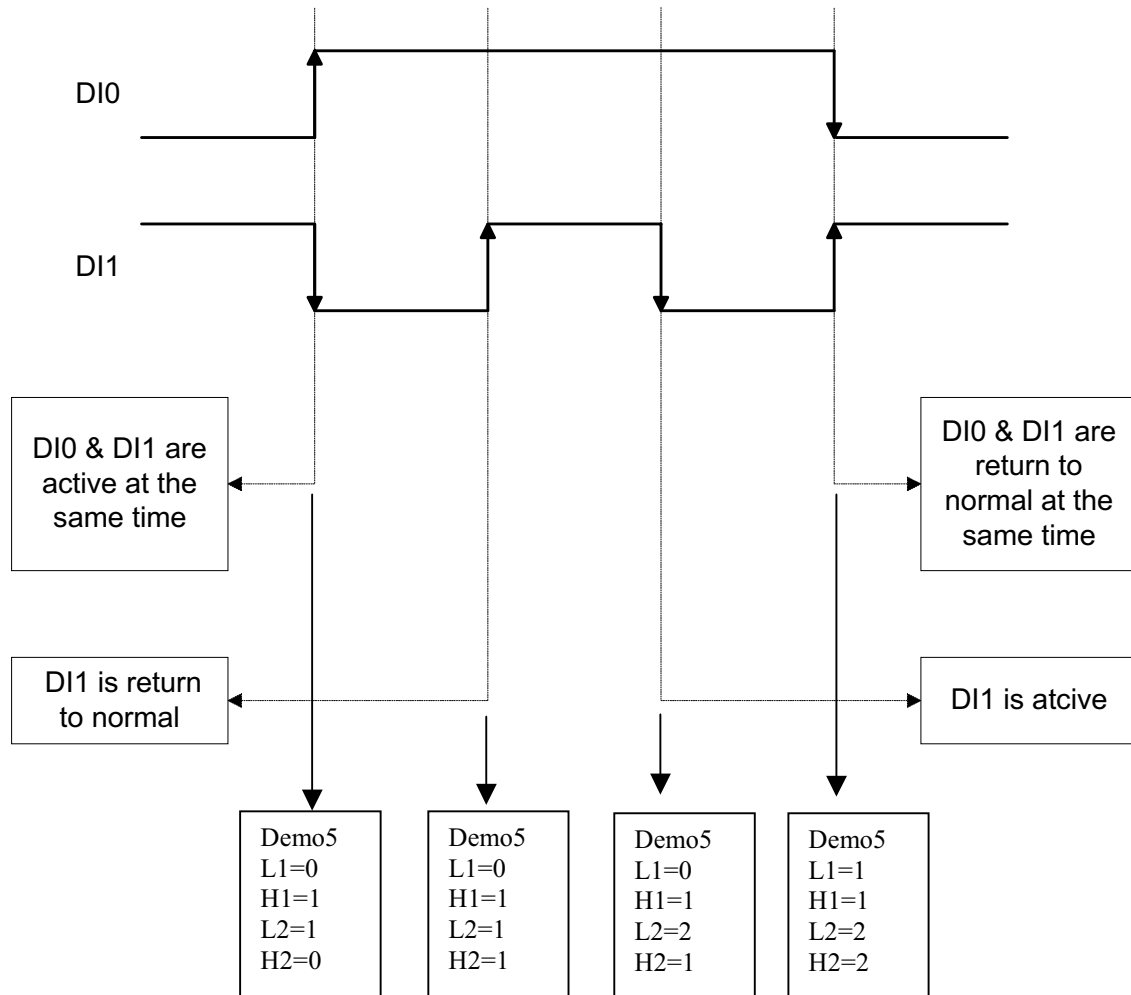 DI0
DI1
DI0 & DI1 are
active at the
same time
DI0 & DI1 are
return to
normal at the
same time
DI1 is return
to normal
DI1 is atcive
Demo5
L1=0
H1=1
L2=1
H2=0
Demo5
L1=0
H1=1
L2=1
H2=1
Demo5
L1=0
H1=1
L2=2
H2=1
Demo5
L1=1
H1=1
L2=2
H2=2